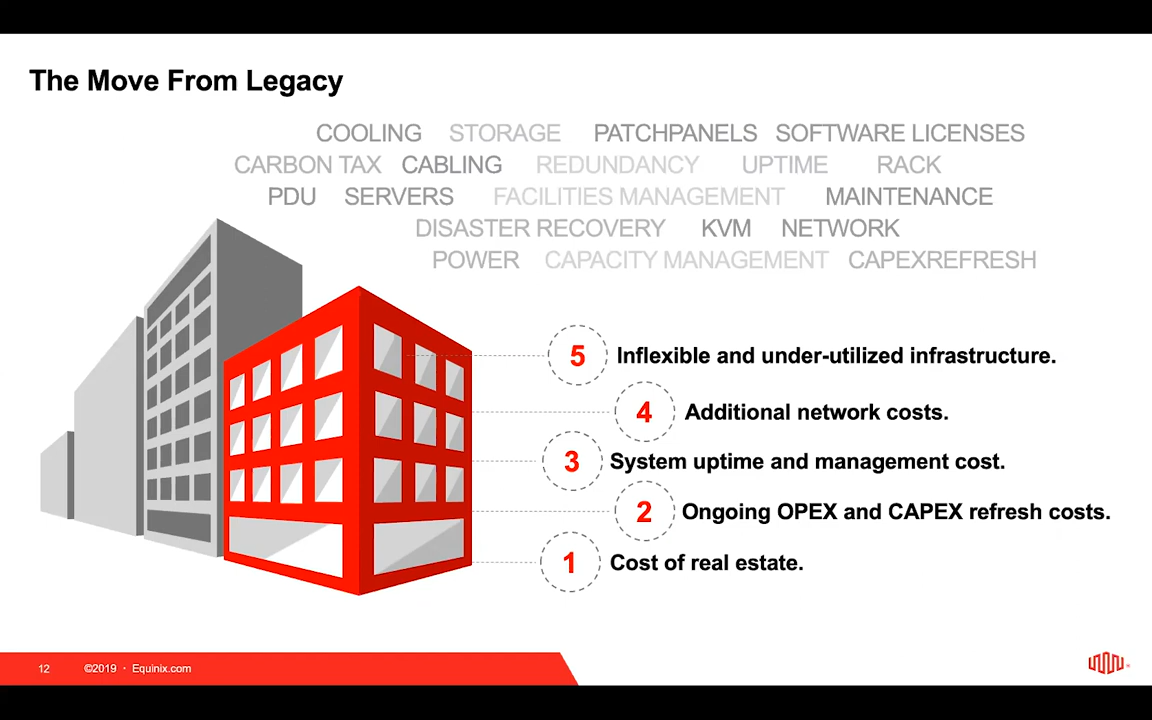 The Move From Legacy
COOLING STORAGE PATCHPANELS SOFTWARE LICENSES
CARBON TAX CABLING REDUNDANCY UPTIME RACK
PDU SERVERS FACILITIES MANAGEMENT MAINTENANCE
DISASTER RECOVERY KVM NETWORK
POWER CAPACITY MANAGEMENT CAPEXREFRESH
5 Inflexible and under-utilized infrastructure.
4 Additional network costs.
3 System uptime and management cost.
2 Ongoing OPEX and CAPEX refresh costs.
1 Cost of real estate.
12 ©2019 · Equinix.com